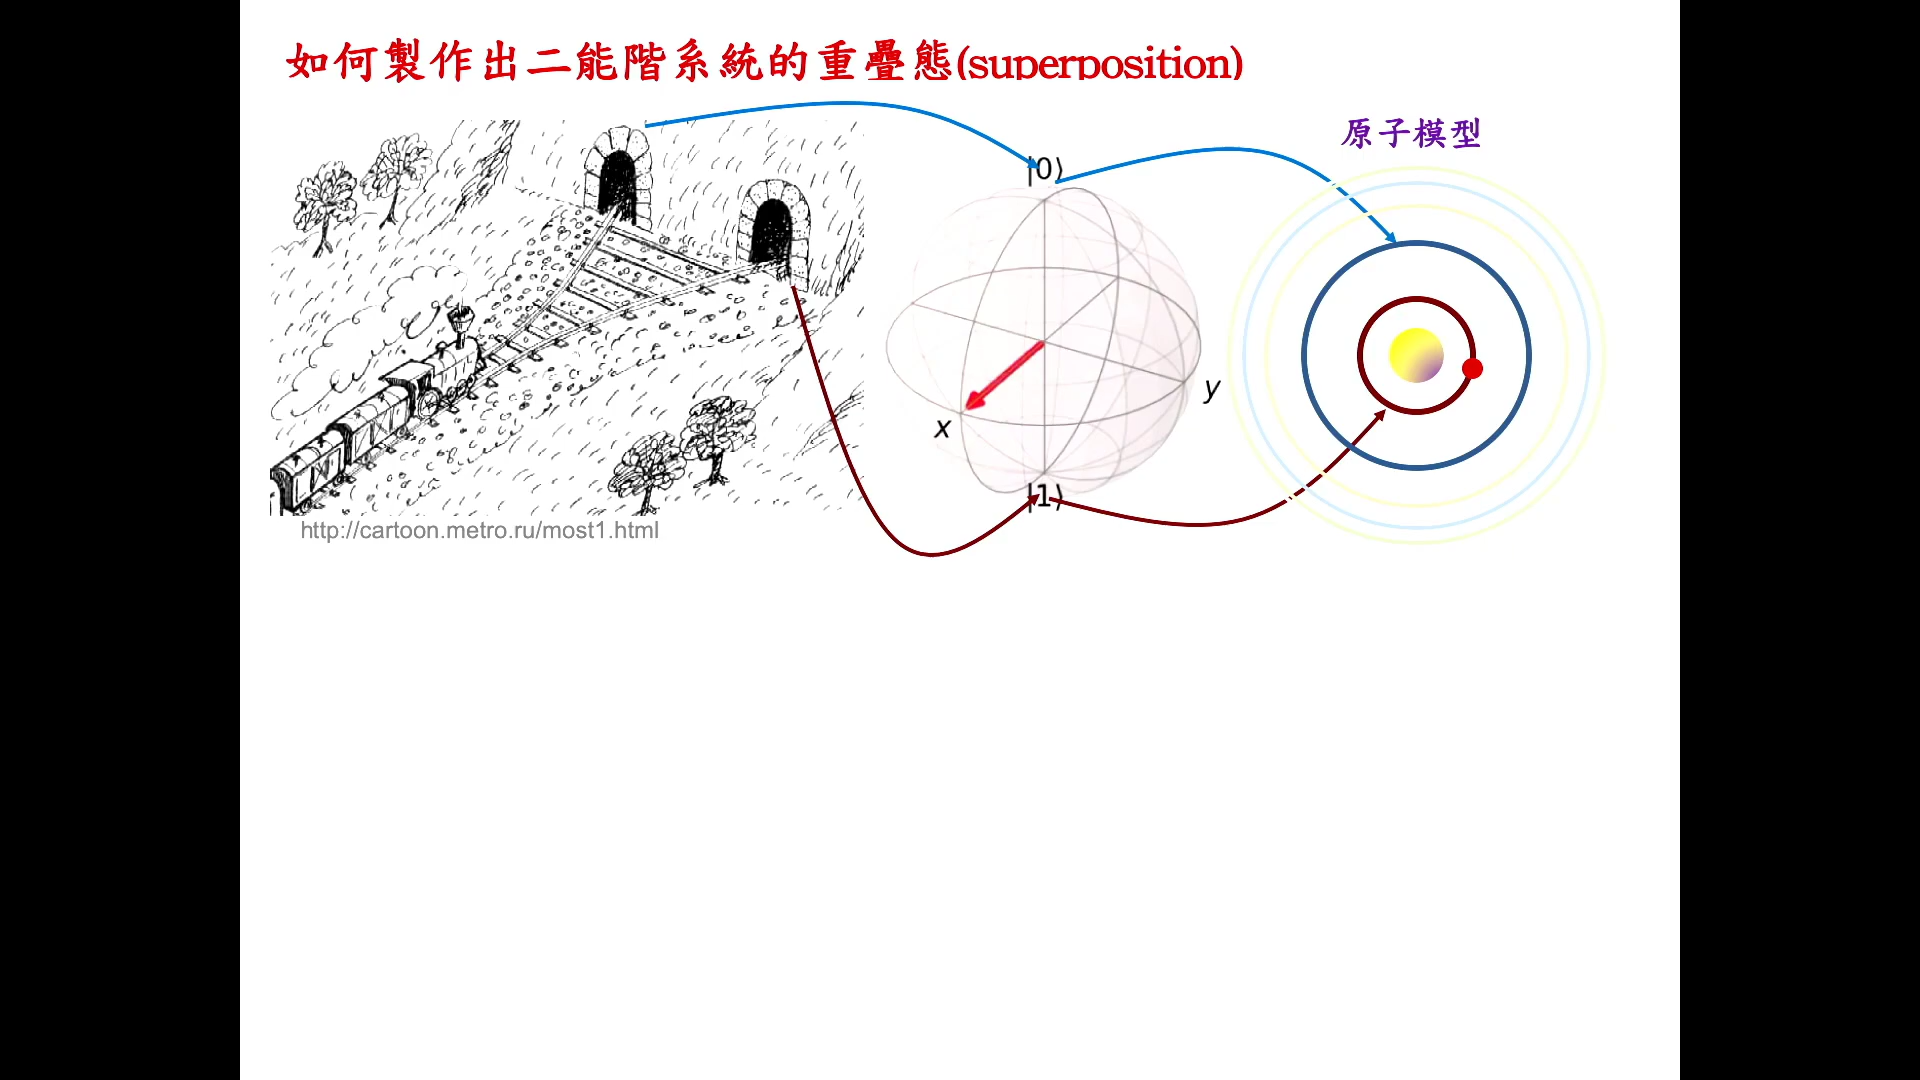 如何製作出二能階系統的重疊態(superposition)
原子模型
|0⟩
y
x
|1⟩
http://cartoon.metro.ru/most1.html